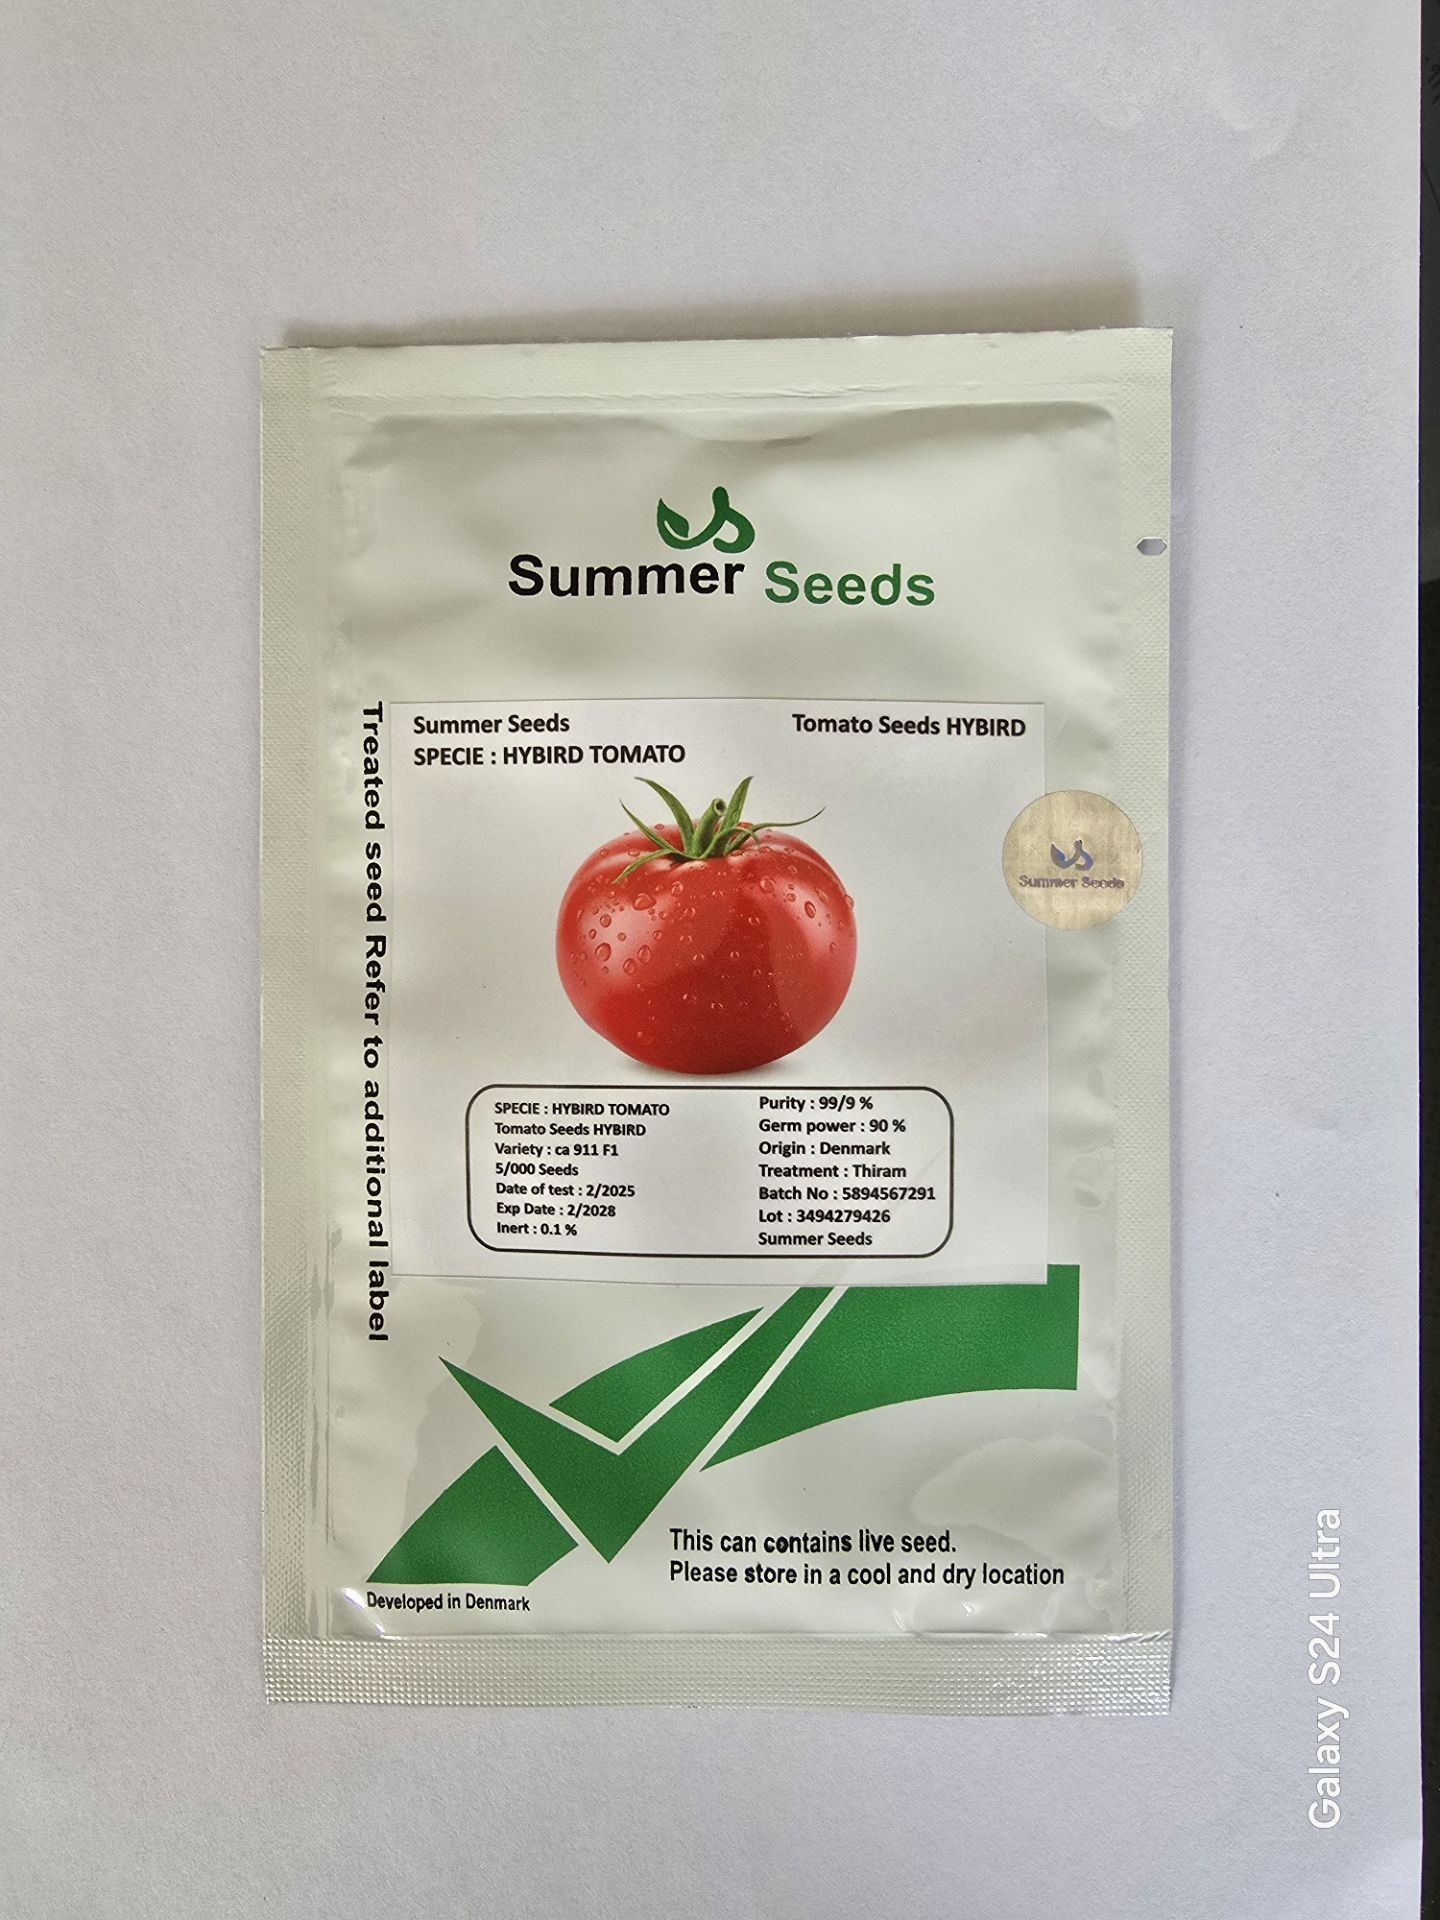 Summer Seeds
Summer Seeds
Tomato Seeds HYBIRD
SPECIE : HYBIRD TOMATO
Summer Seeds
Treated seed Refer to additional label
SPECIE : HYBIRD TOMATO
Tomato Seeds HYBIRD
Variety : ca 911 F1
5/000 Seeds
Date of test : 2/2025
Exp Date : 2/2028
Inert : 0.1 %
Purity : 99/9 %
Germ power : 90 %
Origin : Denmark
Treatment : Thiram
Batch No : 5894567291
Lot : 3494279426
Summer Seeds
This can contains live seed.
Please store in a cool and dry location
Developed in Denmark
Galaxy S24 Ultra